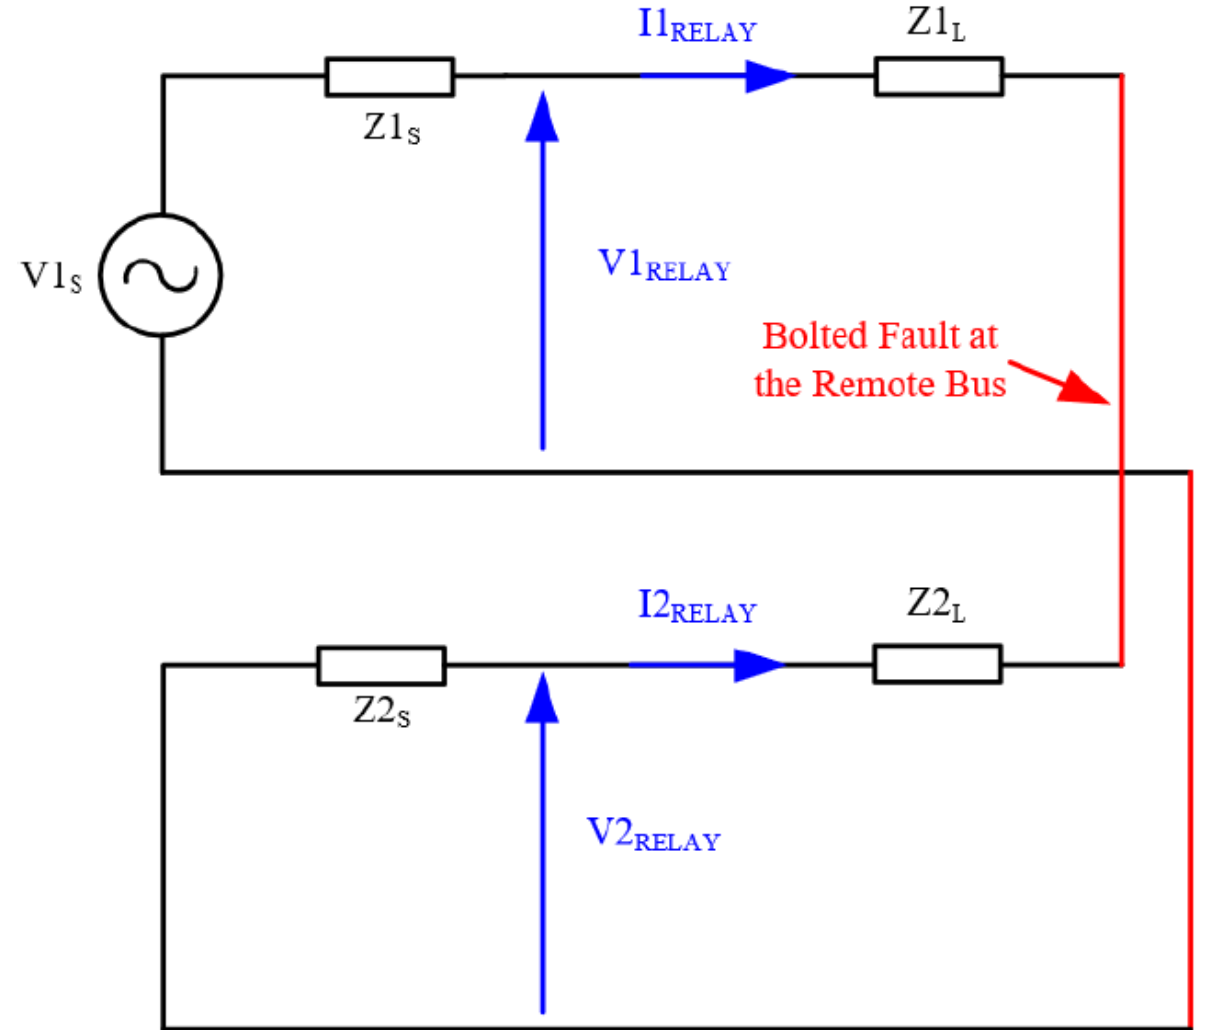 I1RELAY
Z1L
Z1S
V1S
V1RELAY
Bolted Fault at
the Remote Bus
I2RELAY
Z2L
Z2S
V2RELAY